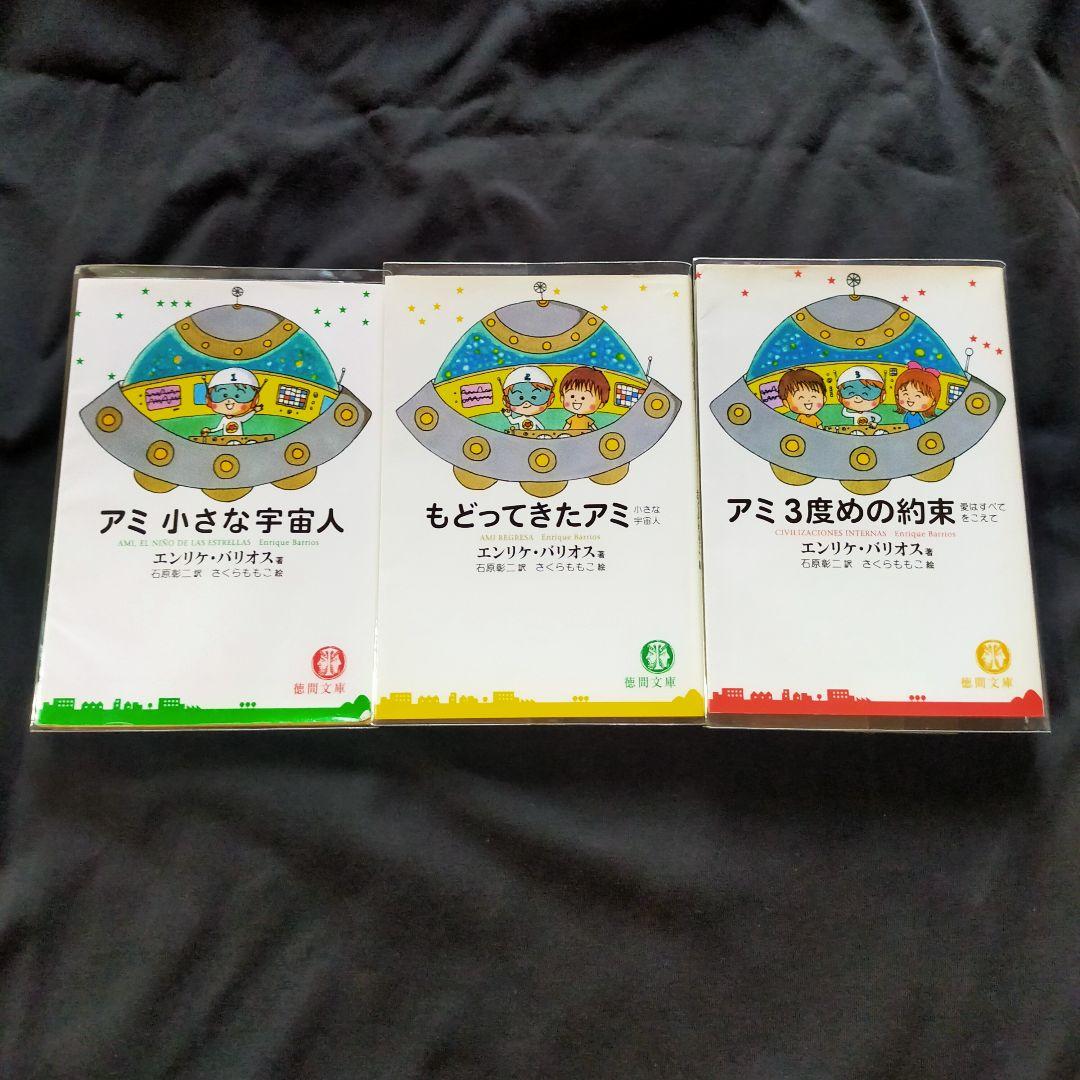 1
アミ 小さな宇宙人
AMI, EL NIÑO DE LAS ESTRELLAS Enrique Barrios
エンリケ・バリオス著
石原彰二 訳 さくらももこ 絵
徳間文庫
2
もどってきたアミ 小さな
宇宙人
AMI REGRESA Enrique Barrios
エンリケ・バリオス著
石原彰二 訳 さくらももこ 絵
徳間文庫
3
アミ 3度めの約束 愛はすべて
をこえて
CIVILIZACIONES INTERNAS Enrique Barrios
エンリケ・バリオス著
石原彰二 訳 さくらももこ 絵
徳間文庫